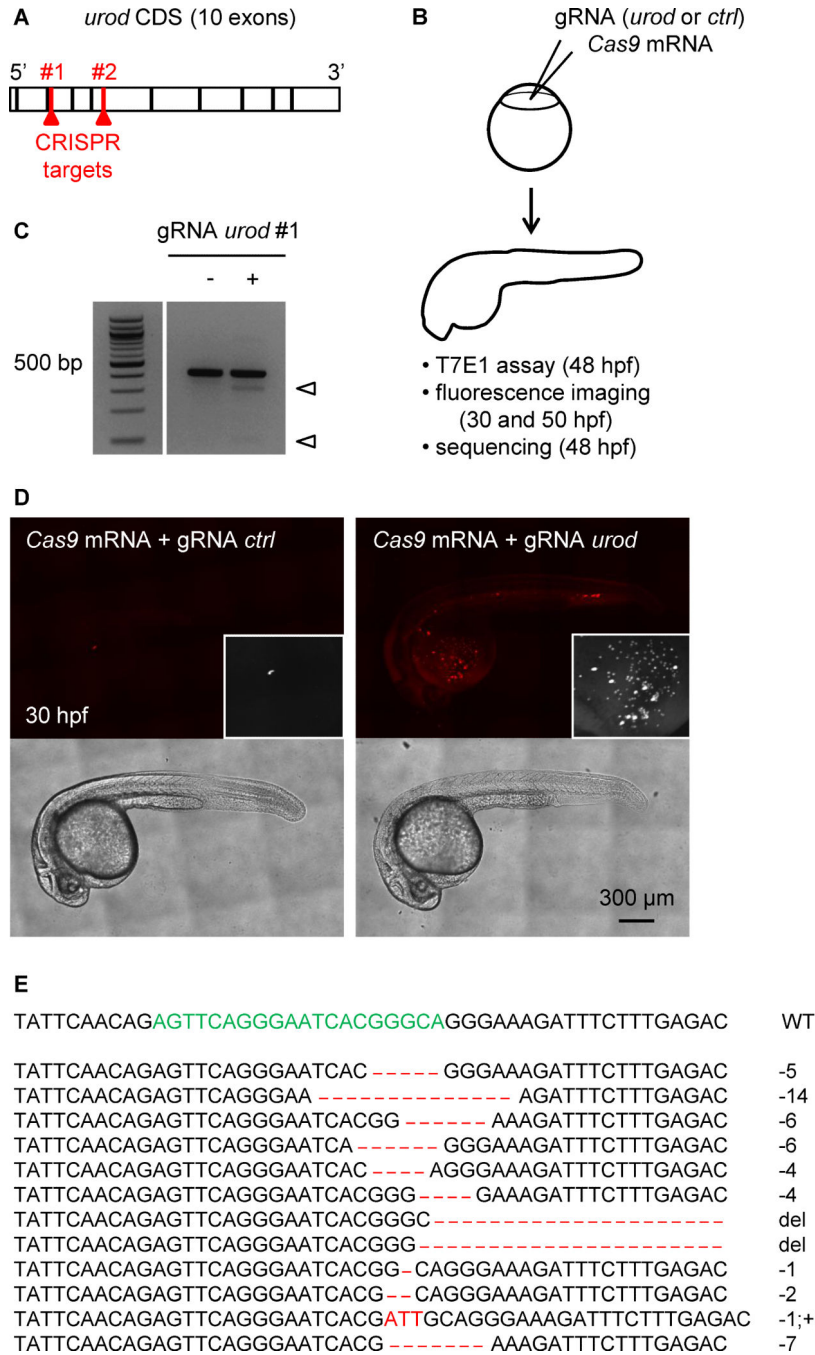 A
urod CDS (10 exons)
5’ #1 #2 3’
CRISPR
targets
B
gRNA (urod or ctrl)
Cas9 mRNA
• T7E1 assay (48 hpf)
• fluorescence imaging
(30 and 50 hpf)
• sequencing (48 hpf)
C
gRNA urod #1
- +
500 bp
D
Cas9 mRNA + gRNA ctrl
30 hpf
Cas9 mRNA + gRNA urod
300 µm
E
TATTCAACAGAGTTCAGGGAATCACGGGCAGGGAAAGATTTCTTTGAGAC WT
TATTCAACAGAGTTCAGGGAATCAC-----GGGAAAGATTTCTTTGAGAC -5
TATTCAACAGAGTTCAGGGAA--------------AGATTTCTTTGAGAC -14
TATTCAACAGAGTTCAGGGAATCACGG------AAAGATTTCTTTGAGAC -6
TATTCAACAGAGTTCAGGGAATCA------GGGAAAGATTTCTTTGAGAC -6
TATTCAACAGAGTTCAGGGAATCAC----AGGGAAAGATTTCTTTGAGAC -4
TATTCAACAGAGTTCAGGGAATCACGGG----GAAAGATTTCTTTGAGAC -4
TATTCAACAGAGTTCAGGGAATCACGGGC--------------------- del
TATTCAACAGAGTTCAGGGAATCACGGG---------------------- del
TATTCAACAGAGTTCAGGGAATCACGG-CAGGGAAAGATTTCTTTGAGAC -1
TATTCAACAGAGTTCAGGGAATCACG--CAGGGAAAGATTTCTTTGAGAC -2
TATTCAACAGAGTTCAGGGAATCACGATTGCAGGGAAAGATTTCTTTGAGAC -1;+
TATTCAACAGAGTTCAGGGAATCACG-------AAAGATTTCTTTGAGAC -7